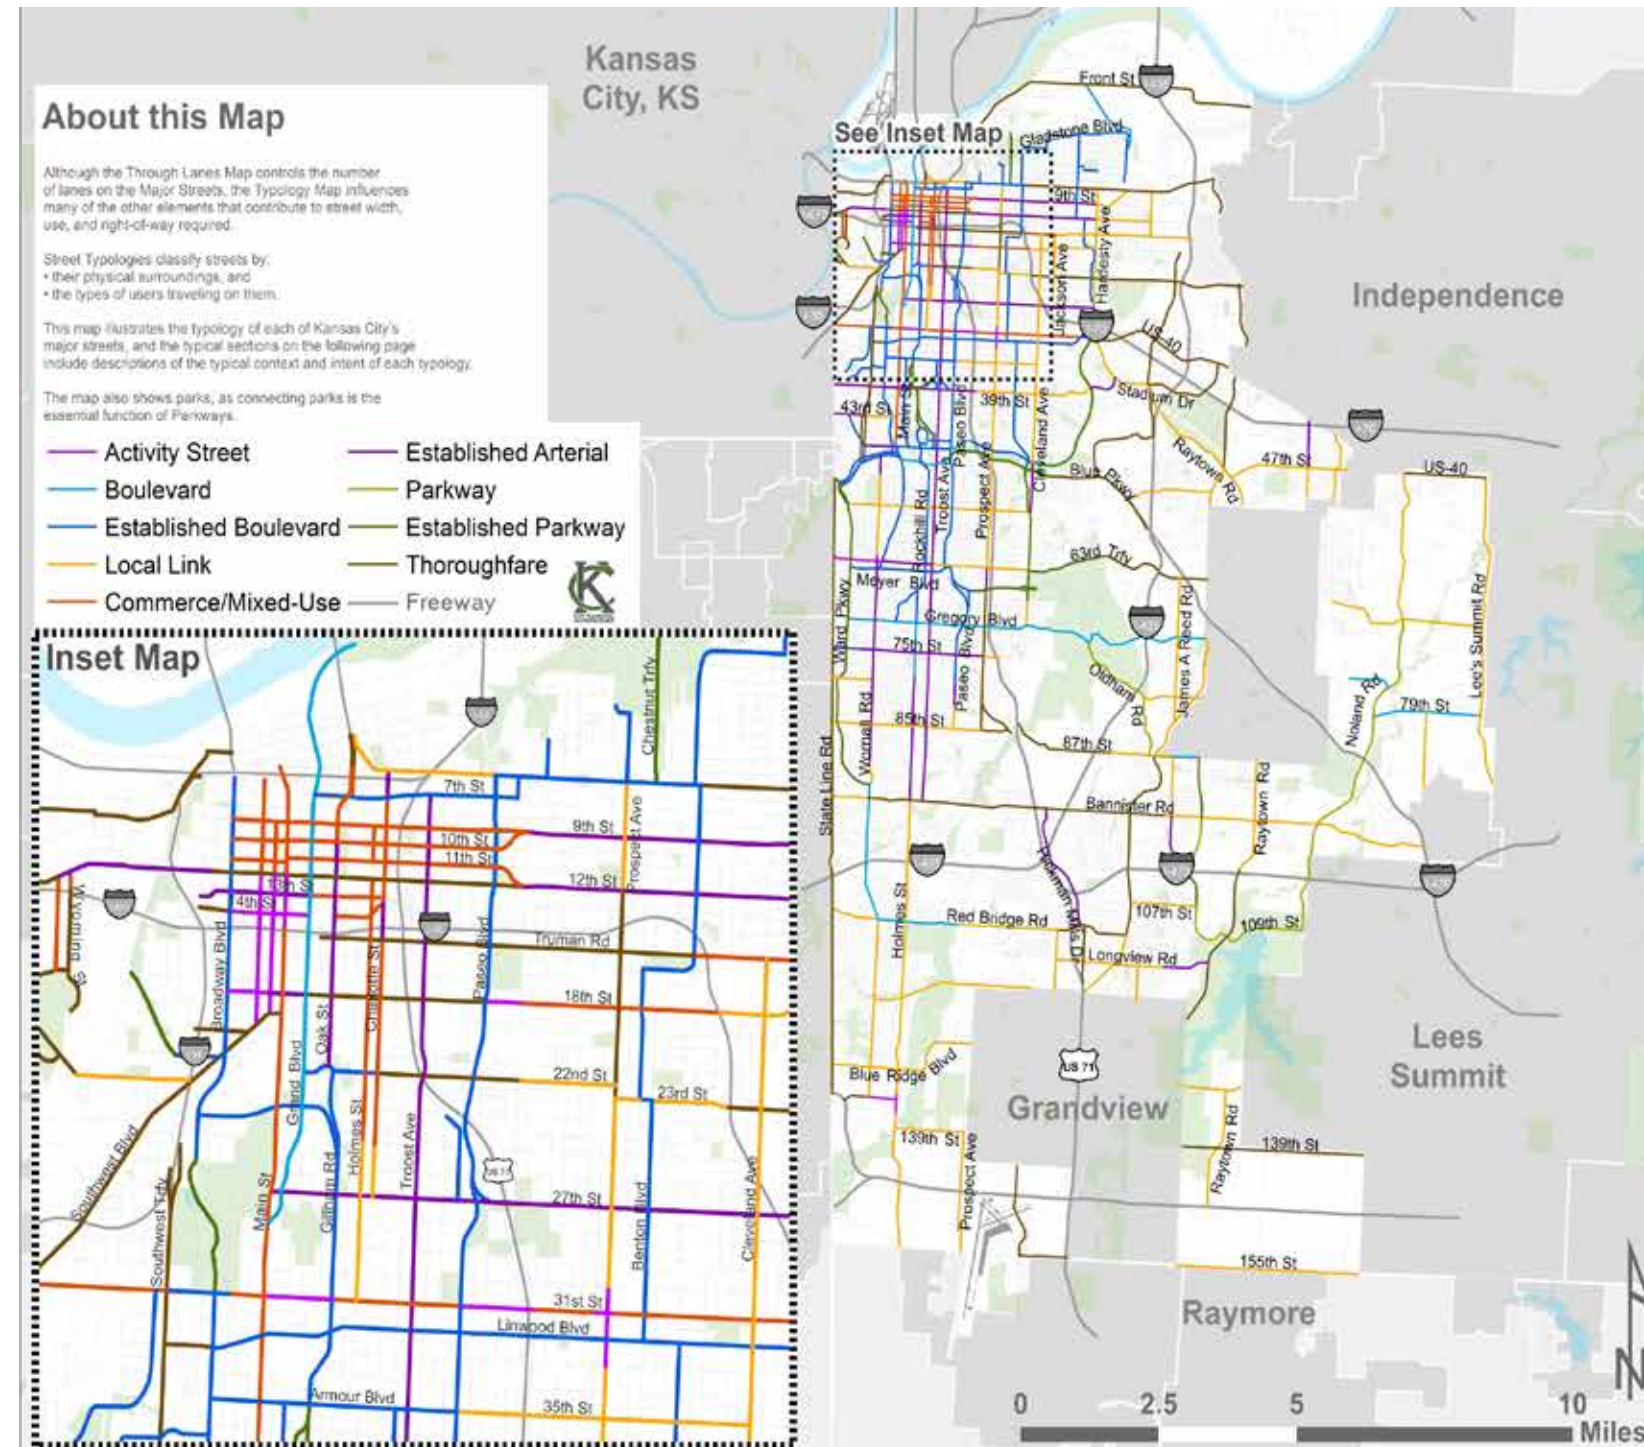 Kansas
City, KS
About this Map
Although the Through Lanes Map controls the number
of lanes on the Major Streets, the Typology Map influences
many of the other elements that contribute to street width,
use, and right-of-way required.
Street Typologies classify streets by:
• their physical surroundings, and
• the types of users traveling on them.
This map illustrates the typology of each of Kansas City's
major streets, and the typical sections on the following page
include descriptions of the typical context and intent of each typology.
The map also shows parks, as connecting parks is the
essential function of Parkways.
Activity Street
Boulevard
Established Boulevard
Local Link
Commerce/Mixed-Use
Established Arterial
Parkway
Established Parkway
Thoroughfare
Freeway
KC
Front St
See Inset Map
Gladstone Blvd
9th St
Hardesty Ave
Jackson Ave
Independence
US-40
Stadium Dr
39th St
43rd St
Main St
Paseo Blvd
Cleveland Ave
Raytown Rd
47th St
US-40
Blue Pkwy
Prospect Ave
Troost Ave
Rockhill Rd
63rd Trfy
Meyer Blvd
Ward Pkwy
Gregory Blvd
James A Reed Rd
75th St
Paseo Blvd
Oldham Rd
Lee's Summit Rd
Noland Rd
79th St
85th St
Wornall Rd
87th St
State Line Rd
Bannister Rd
Raytown Rd
Hickman Mills Dr
107th St
109th St
Red Bridge Rd
Holmes St
Longview Rd
Lees
Summit
US 71
Blue Ridge Blvd
Grandview
139th St
Prospect Ave
139th St
Raytown Rd
155th St
Raymore
N
0 2.5 5 10
Miles
Inset Map
Chestnut Trfy
7th St
Prospect Ave
9th St
10th St
11th St
12th St
13th St
14th St
Wyoming St
Truman Rd
Broadway Blvd
Paseo Blvd
Charlotte St
18th St
Oak St
Grand Blvd
22nd St
23rd St
Holmes St
Troost Ave
Southwest Blvd
Southwest Trfy
Main St
Gillham Rd
US 71
27th St
Benton Blvd
Cleveland Ave
31st St
Linwood Blvd
Armour Blvd
35th St